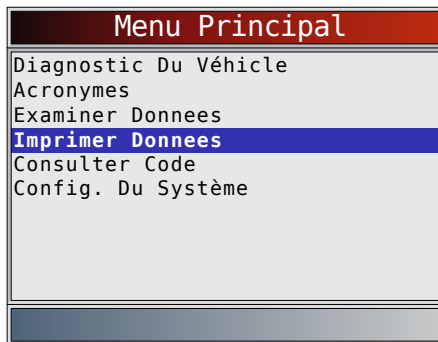 Menu Principal
Diagnostic Du Véhicle
Acronymes
Examiner Donnees
Imprimer Donnees
Consulter Code
Config. Du Système